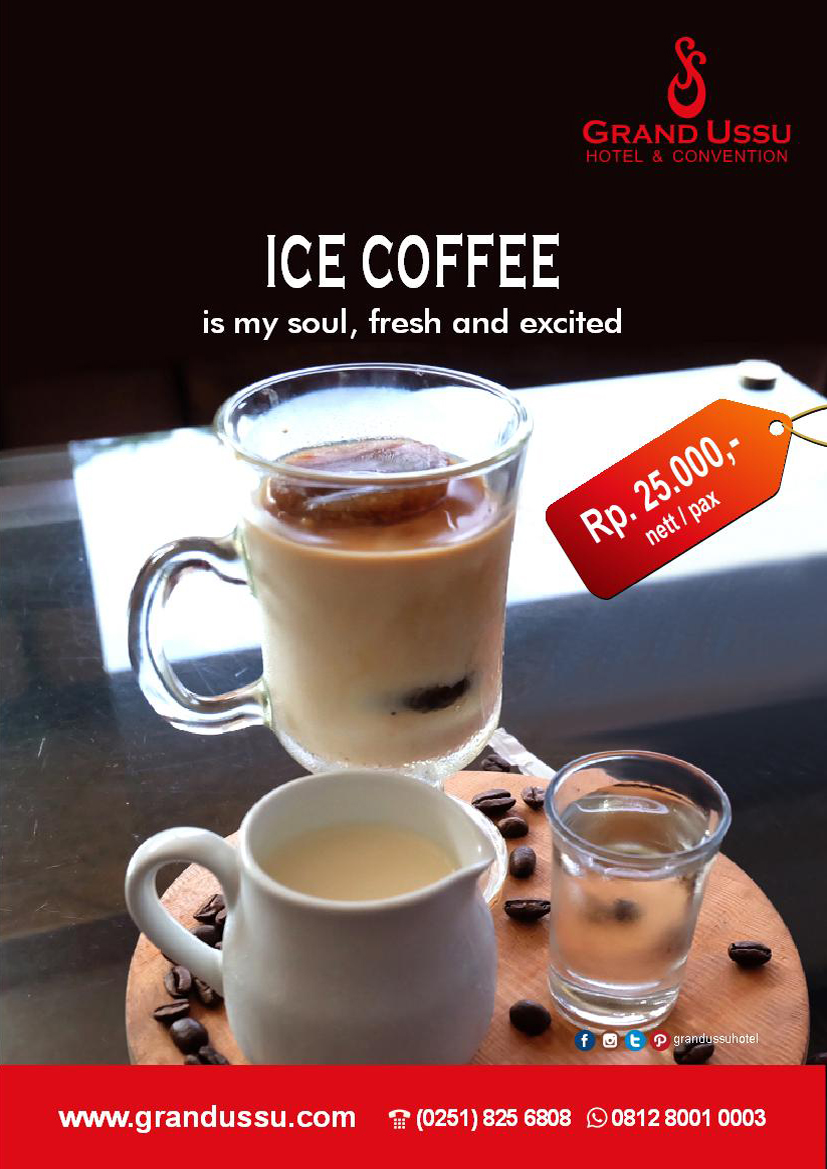 GRAND USSU
HOTEL & CONVENTION
ICE COFFEE
is my soul, fresh and excited
Rp. 25.000,-
nett / pax
grandussuhotel
www.grandussu.com (0251) 825 6808 0812 8001 0003